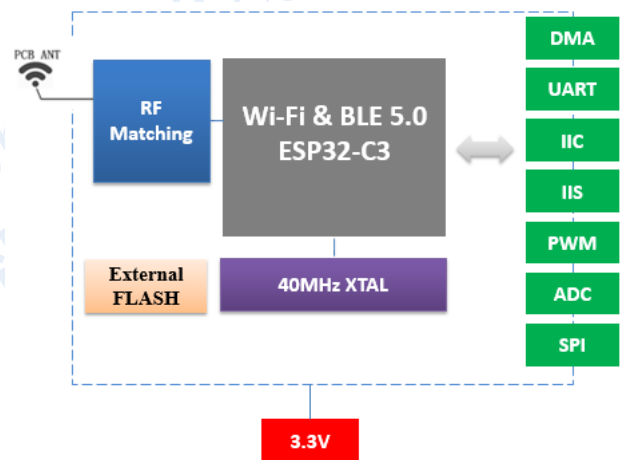 PCB ANT
RF
Matching
Wi-Fi & BLE 5.0
ESP32-C3
External
FLASH
40MHz XTAL
DMA
UART
IIC
IIS
PWM
ADC
SPI
3.3V